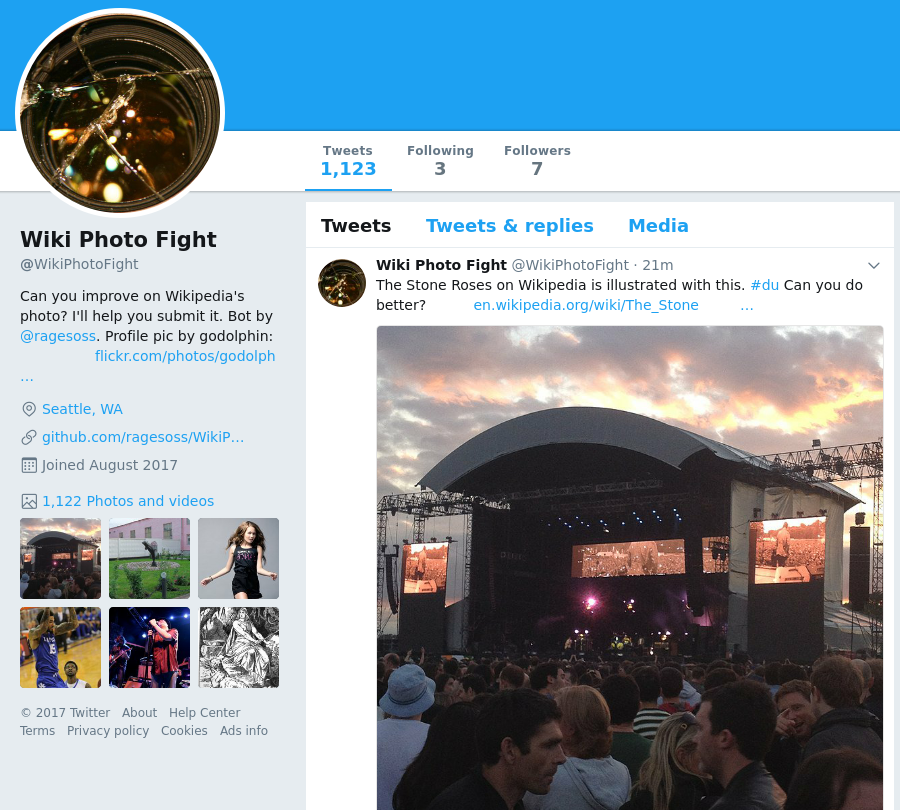 Tweets Following Followers
1,123 3 7
Wiki Photo Fight
@WikiPhotoFight
Can you improve on Wikipedia's
photo? I'll help you submit it. Bot by
@ragesoss. Profile pic by godolphin:
flickr.com/photos/godolph
…
Seattle, WA
github.com/ragesoss/WikiP…
Joined August 2017
1,122 Photos and videos
© 2017 Twitter About Help Center
Terms Privacy policy Cookies Ads info
Tweets Tweets & replies Media
Wiki Photo Fight @WikiPhotoFight · 21m
The Stone Roses on Wikipedia is illustrated with this. #du Can you do
better? en.wikipedia.org/wiki/The_Stone …